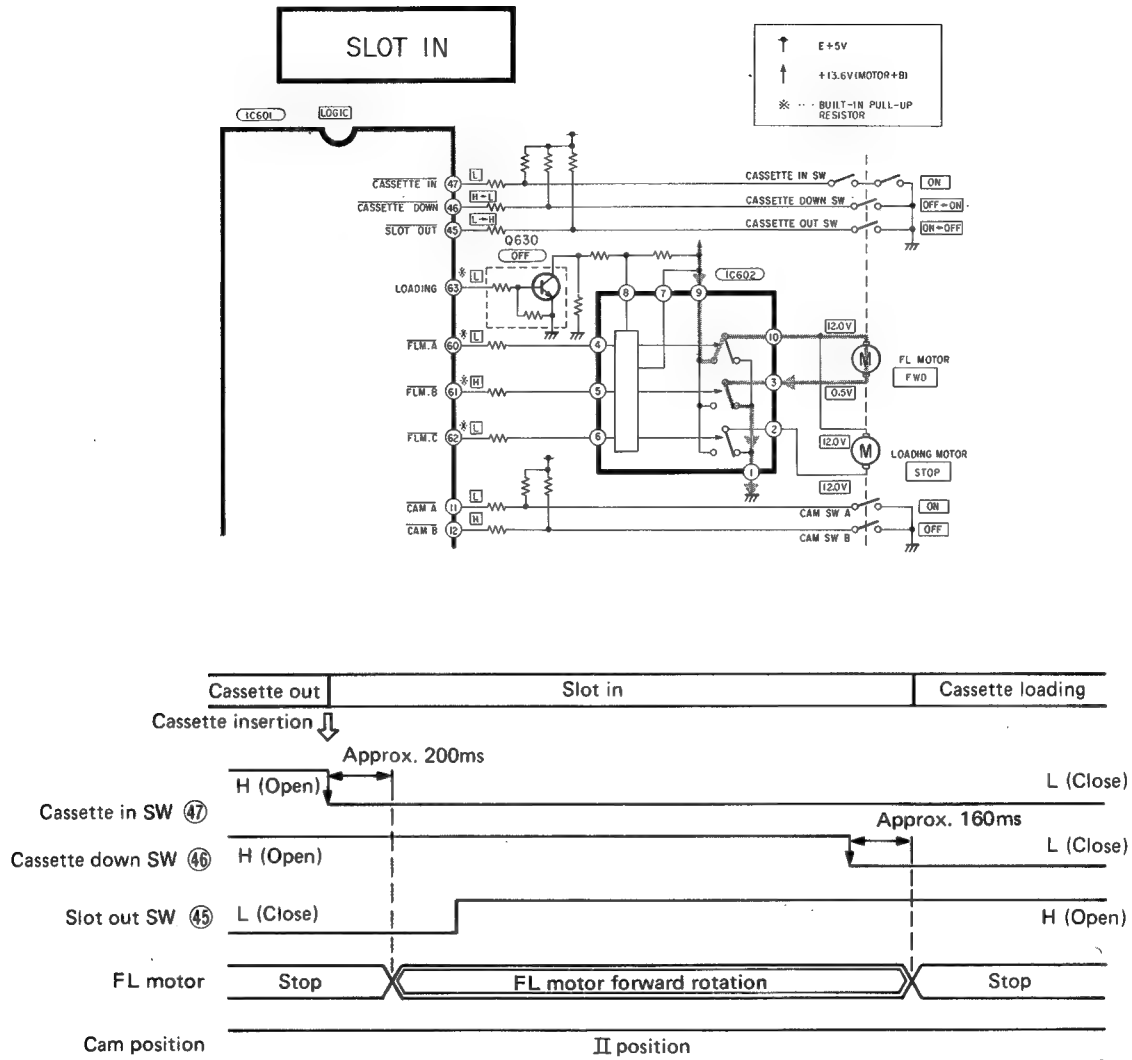 SLOT IN
E+5V
+13.6V(MOTOR+B)
※ ··· BUILT-IN PULL-UP
RESISTOR
IC601
LOGIC
CASSETTE IN 47 L CASSETTE IN SW ON
CASSETTE DOWN 46 H→L CASSETTE DOWN SW OFF→ON
SLOT OUT 45 L→H CASSETTE OUT SW ON→OFF
Q630
OFF
LOADING 63 ※ L
IC602
8 7 9
FLM.A 60 ※ L 4 10 12.0V
FL MOTOR
FWD
FLM.B 61 ※ H 5 3 0.5V
FLM.C 62 ※ L 6 2 12.0V
M
M
LOADING MOTOR
STOP
1 12.0V
CAM A 11 L CAM SW A ON
CAM B 12 H CAM SW B OFF
Cassette out Slot in Cassette loading
Cassette insertion
Approx. 200ms
H (Open) L (Close)
Cassette in SW 47
Approx. 160ms
Cassette down SW 46 H (Open) L (Close)
Slot out SW 45 L (Close) H (Open)
FL motor Stop FL motor forward rotation Stop
Cam position II position